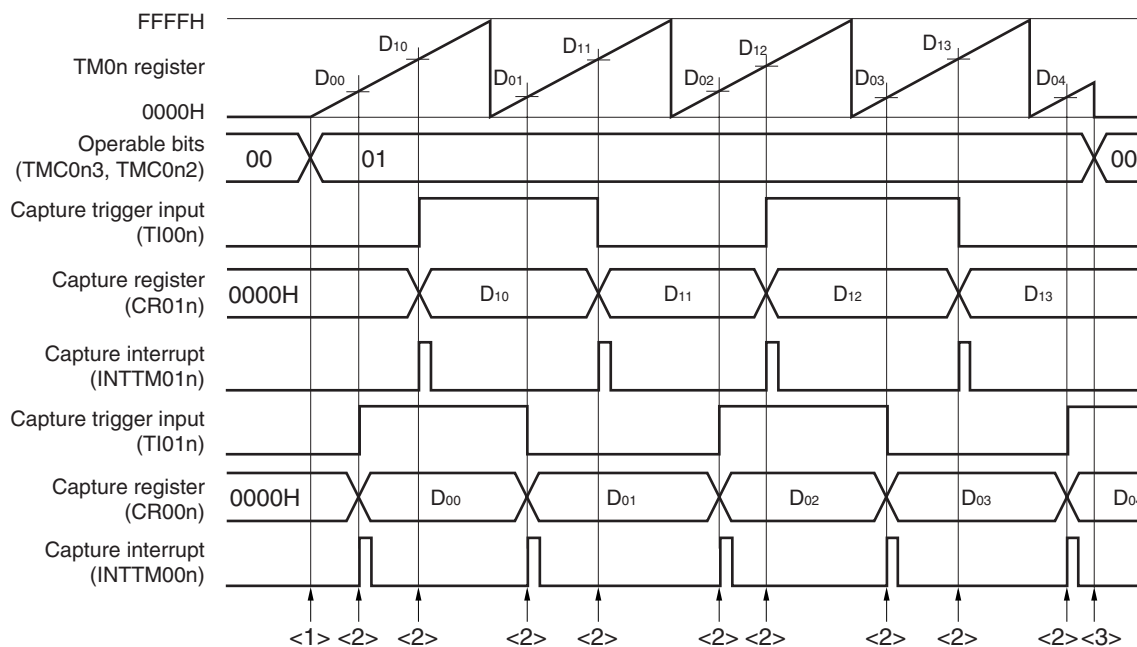 FFFFH
TM0n register
0000H
D10 D11 D12 D13
D00 D01 D02 D03 D04
Operable bits
(TMC0n3, TMC0n2)
00 01 00
Capture trigger input
(TI00n)
Capture register
(CR01n)
0000H D10 D11 D12 D13
Capture interrupt
(INTTM01n)
Capture trigger input
(TI01n)
Capture register
(CR00n)
0000H D00 D01 D02 D03
Capture interrupt
(INTTM00n)
<1> <2> <2> <2> <2> <2> <2> <2> <2> <2> <3>